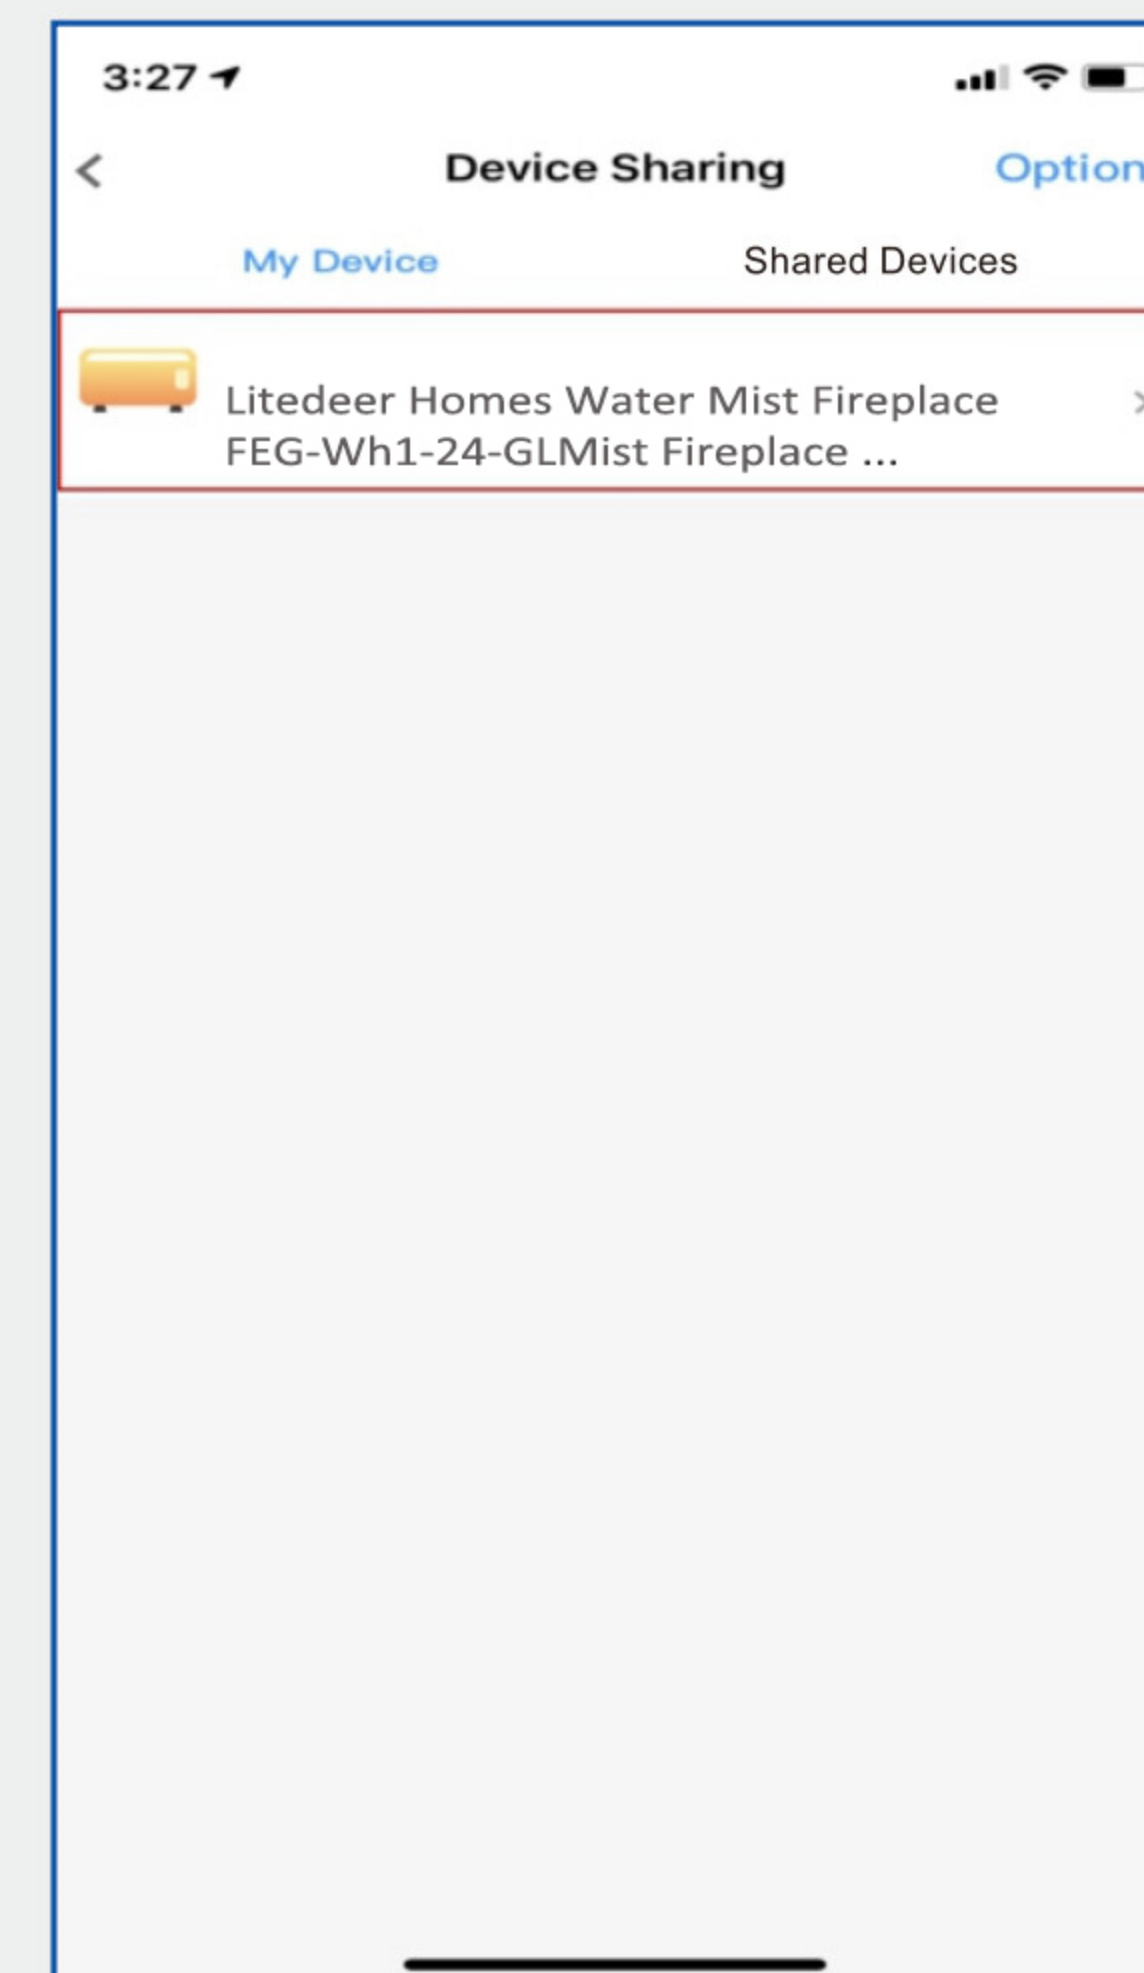 3:27
Device Sharing
Option
My Device
Shared Devices
Litedeer Homes Water Mist Fireplace
FEG-Wh1-24-GLMist Fireplace ...